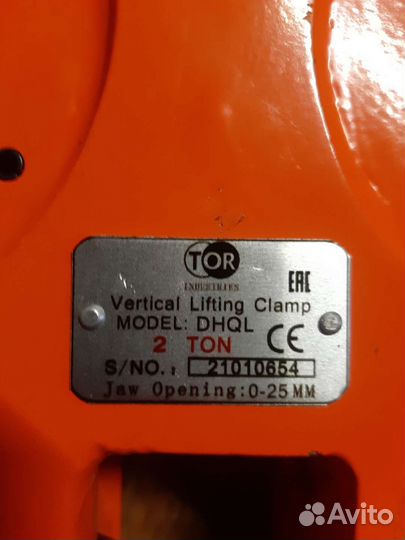 TOR
INDUSTRIES
EAC
Vertical Lifting Clamp
MODEL: DHQL
2 TON CE
S/NO.: 21010654
Jaw Opening:0-25MM
Avito